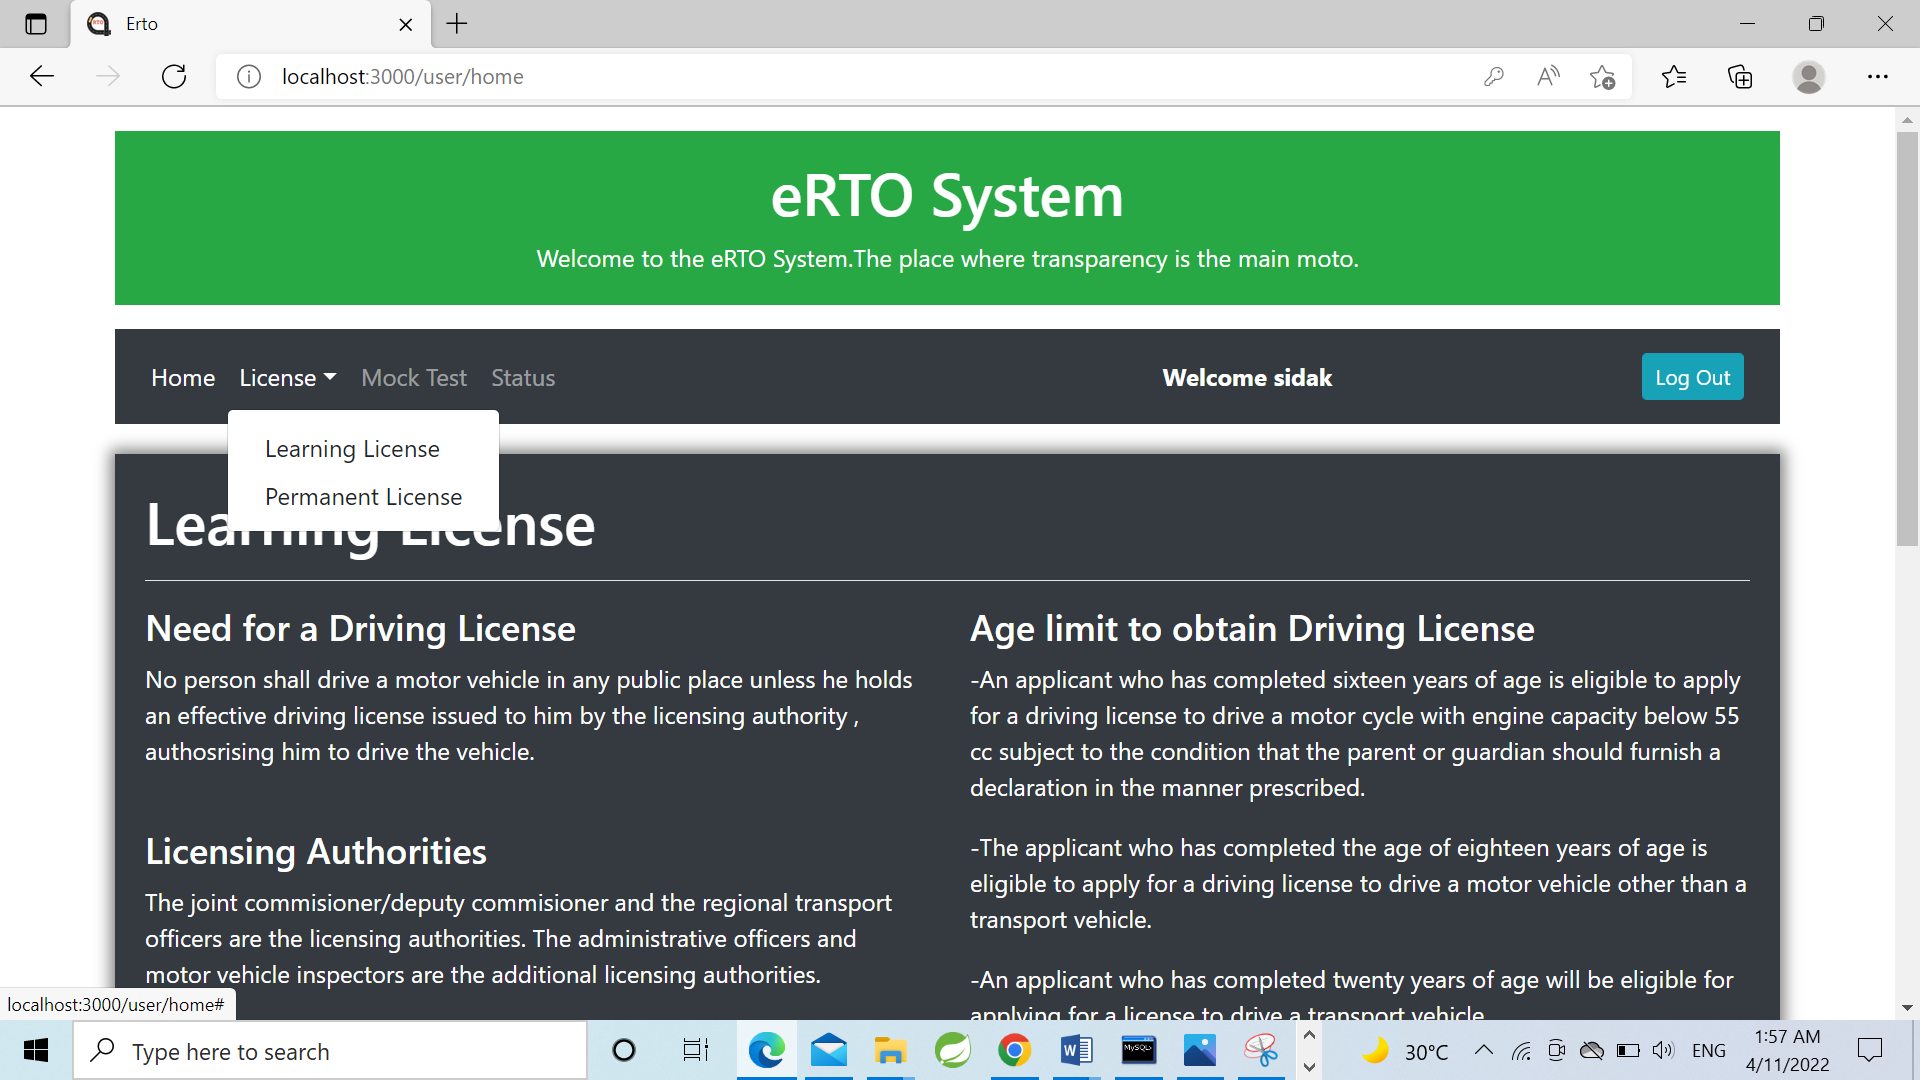 Erto
localhost:3000/user/home
eRTO System
Welcome to the eRTO System.The place where transparency is the main moto.
Home License Mock Test Status Welcome sidak Log Out
Learning License
Permanent License
Learning License
Need for a Driving License
No person shall drive a motor vehicle in any public place unless he holds
an effective driving license issued to him by the licensing authority ,
authosrising him to drive the vehicle.
Licensing Authorities
The joint commisioner/deputy commisioner and the regional transport
officers are the licensing authorities. The administrative officers and
motor vehicle inspectors are the additional licensing authorities.
Age limit to obtain Driving License
-An applicant who has completed sixteen years of age is eligible to apply
for a driving license to drive a motor cycle with engine capacity below 55
cc subject to the condition that the parent or guardian should furnish a
declaration in the manner prescribed.
-The applicant who has completed the age of eighteen years of age is
eligible to apply for a driving license to drive a motor vehicle other than a
transport vehicle.
-An applicant who has completed twenty years of age will be eligible for
applying for a license to drive a transport vehicle
localhost:3000/user/home#
Type here to search
MySQL
30°C
ENG
1:57 AM
4/11/2022